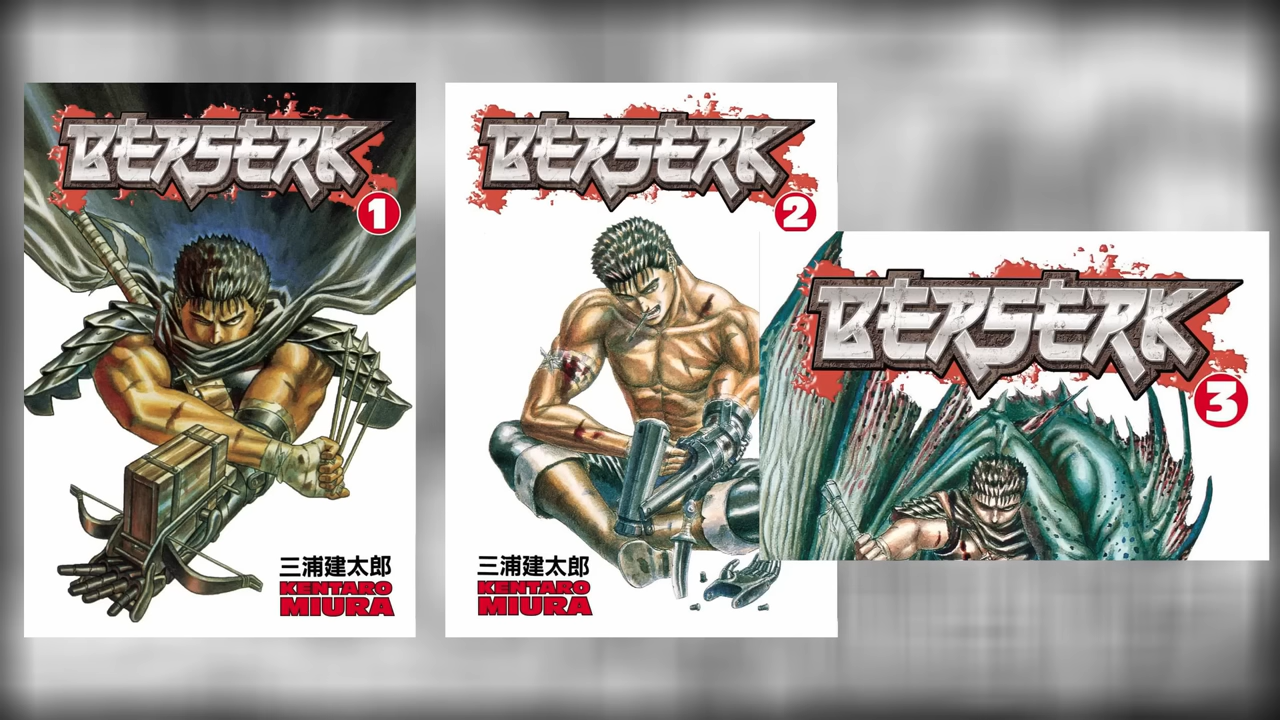 BERSERK
1
三浦建太郎
KENTARO
MIURA
BERSERK
2
三浦建太郎
KENTARO
MIURA
BERSERK
3